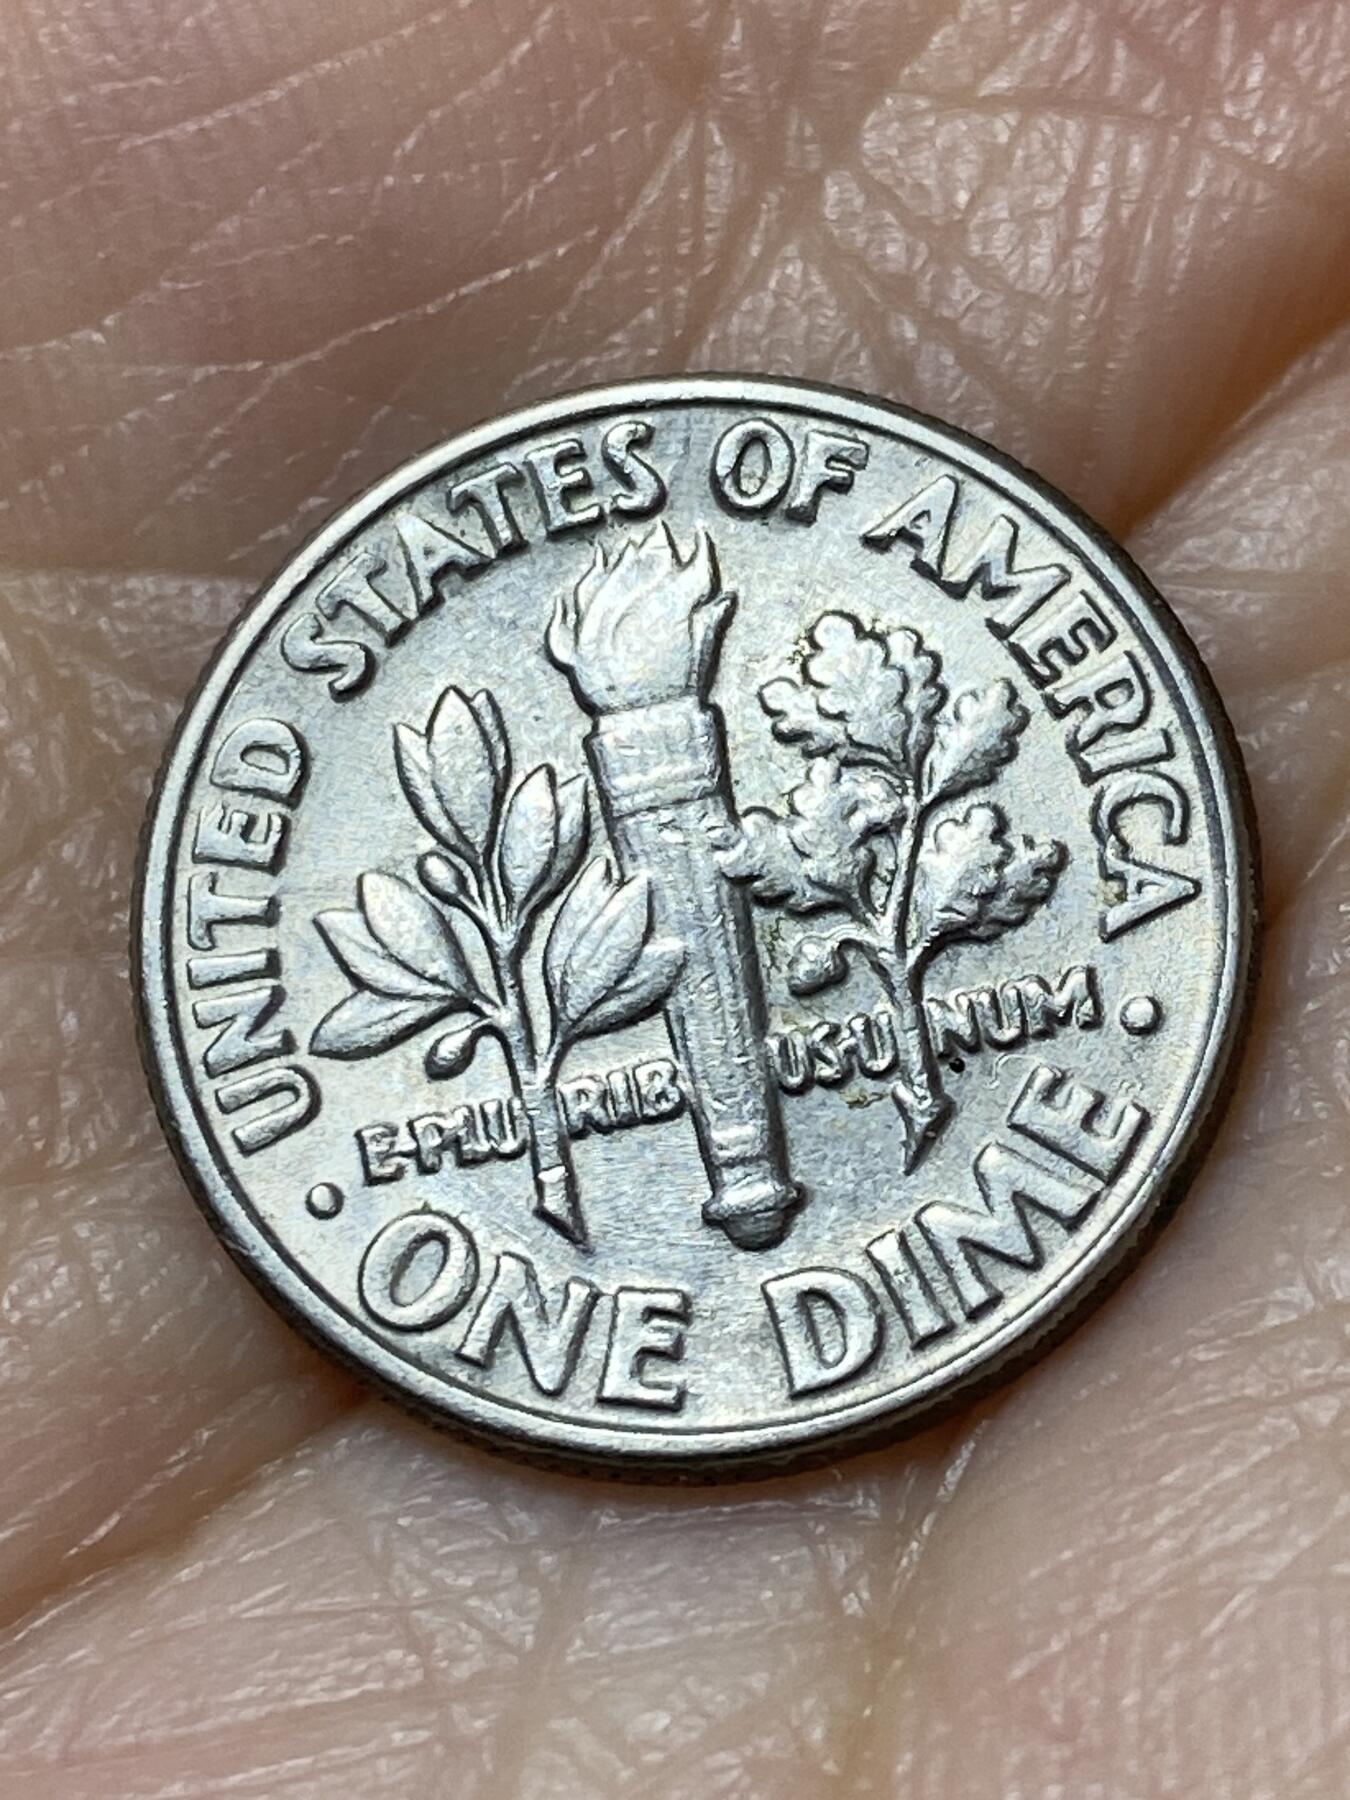 UNITED STATES OF AMERICA
E·PLURIBUS·UNUM
· ONE DIME ·